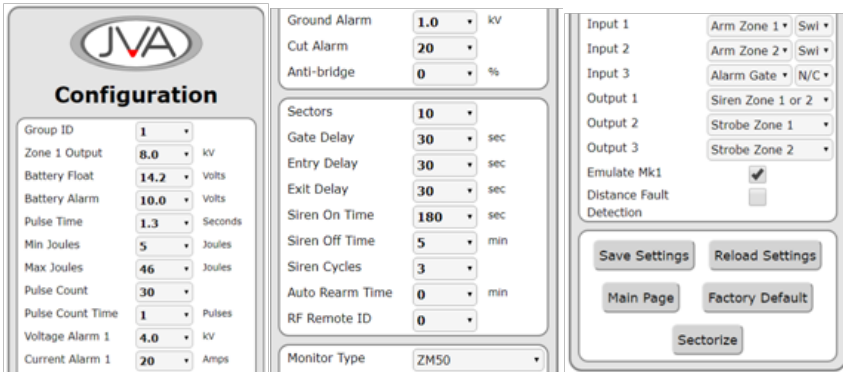 JVA
Configuration
Group ID 1
Zone 1 Output 8.0 kV
Battery Float 14.2 Volts
Battery Alarm 10.0 Volts
Pulse Time 1.3 Seconds
Min Joules 5 Joules
Max Joules 46 Joules
Pulse Count 30
Pulse Count Time 1 Pulses
Voltage Alarm 1 4.0 kV
Current Alarm 1 20 Amps
Ground Alarm 1.0 kV
Cut Alarm 20
Anti-bridge 0 %
Sectors 10
Gate Delay 30 sec
Entry Delay 30 sec
Exit Delay 30 sec
Siren On Time 180 sec
Siren Off Time 5 min
Siren Cycles 3
Auto Rearm Time 0 min
RF Remote ID 0
Monitor Type ZM50
Input 1 Arm Zone 1 Swi
Input 2 Arm Zone 2 Swi
Input 3 Alarm Gate N/C
Output 1 Siren Zone 1 or 2
Output 2 Strobe Zone 1
Output 3 Strobe Zone 2
Emulate Mk1
Distance Fault
Detection
Save Settings Reload Settings
Main Page Factory Default
Sectorize